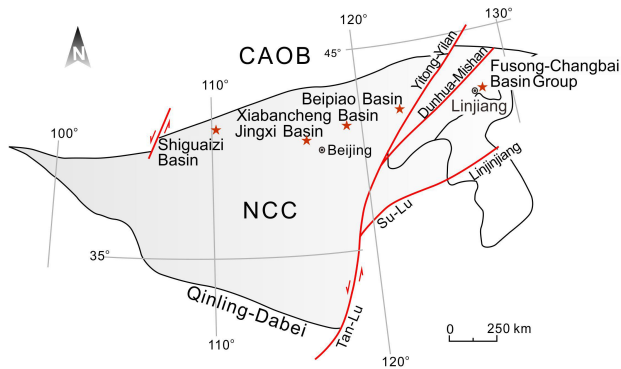 120°
130°
N
CAOB
45°
Yitong-Yilan
Dunhua-Mishan
Fusong-Changbai
Basin Group
110°
Beipiao Basin
Linjiang
Xiabancheng Basin
Jingxi Basin
100°
Shiguaizi
Basin
Beijing
Linjinjiang
NCC
Su-Lu
35°
Qinling-Dabei
Tan-Lu
0 250 km
110°
120°